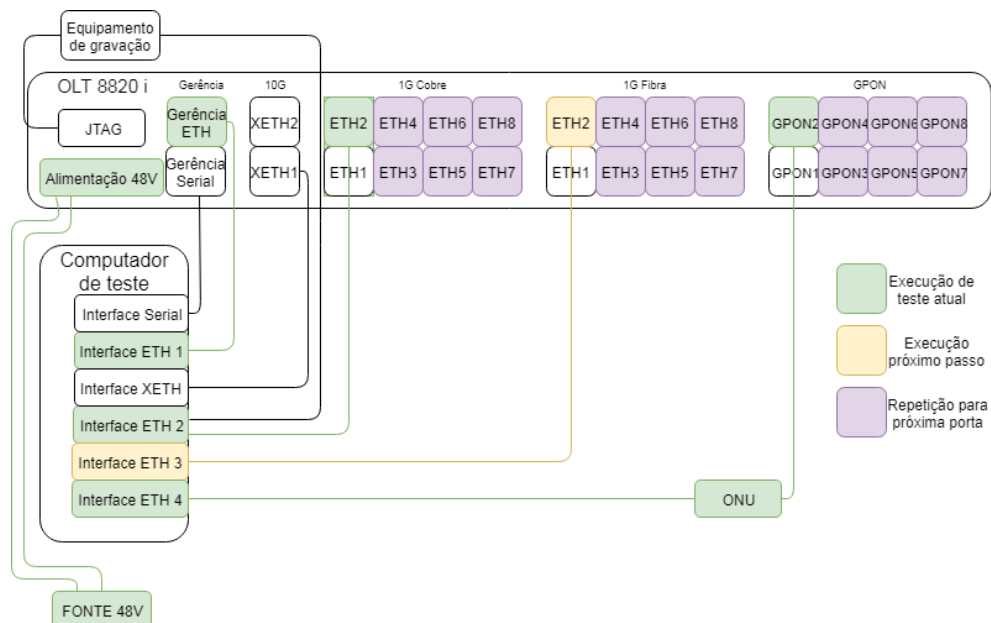 Equipamento
de gravação
OLT 8820 i
Gerência
10G
1G Cobre
1G Fibra
GPON
JTAG
Gerência
ETH
XETH2
ETH2 ETH4 ETH6 ETH8
ETH2 ETH4 ETH6 ETH8
GPON2 GPON4 GPON6 GPON8
Alimentação 48V
Gerência
Serial
XETH1
ETH1 ETH3 ETH5 ETH7
ETH1 ETH3 ETH5 ETH7
GPON1 GPON3 GPON5 GPON7
Computador
de teste
Interface Serial
Interface ETH 1
Interface XETH
Interface ETH 2
Interface ETH 3
Interface ETH 4
ONU
FONTE 48V
Execução de
teste atual
Execução
próximo passo
Repetição para
próxima porta